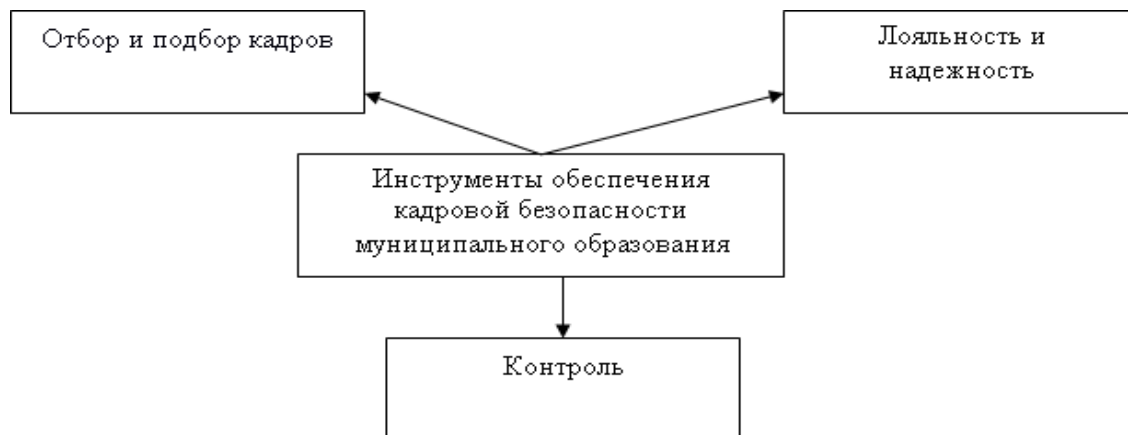 Отбор и подбор кадров
Лояльность и
надежность
Инструменты обеспечения
кадровой безопасности
муниципального образования
Контроль